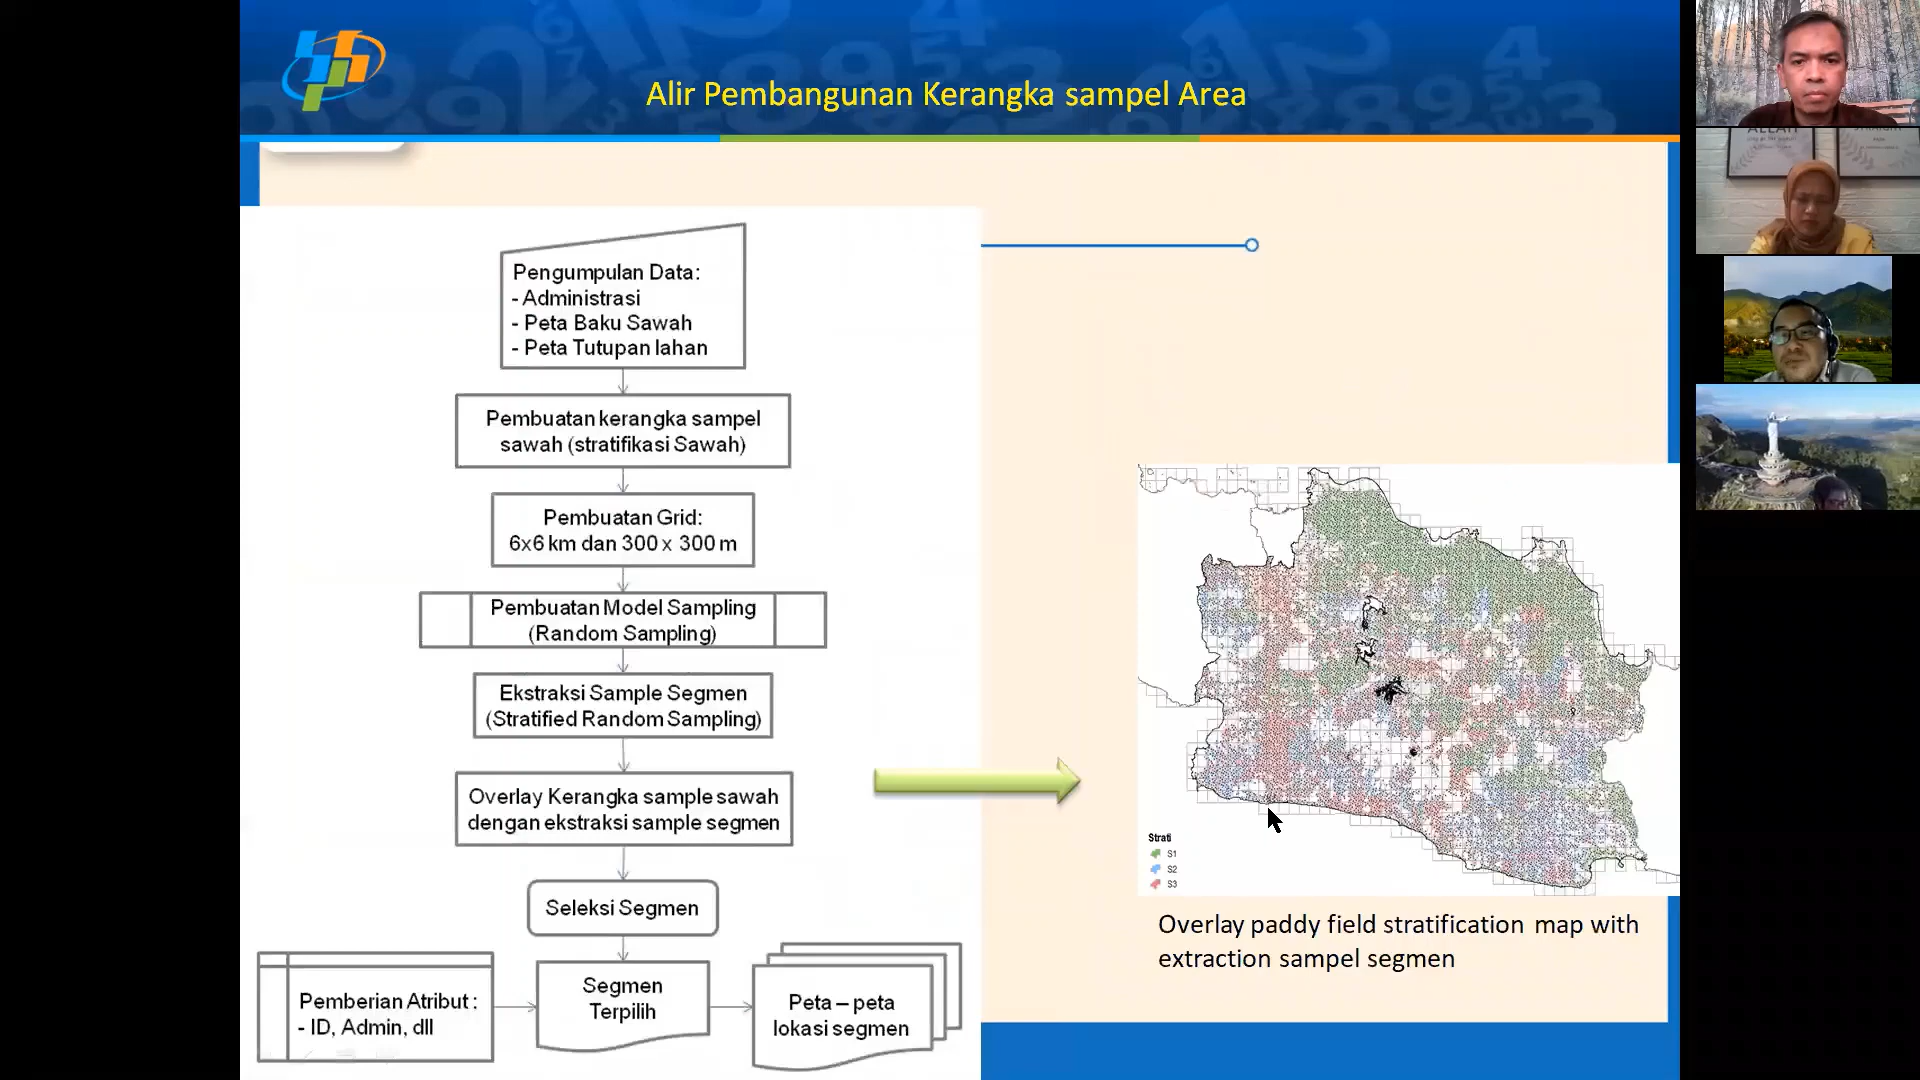 Alir Pembangunan Kerangka sampel Area
Pengumpulan Data:
- Administrasi
- Peta Baku Sawah
- Peta Tutupan lahan
Pembuatan kerangka sampel
sawah (stratifikasi Sawah)
Pembuatan Grid:
6x6 km dan 300 x 300 m
Pembuatan Model Sampling
(Random Sampling)
Ekstraksi Sample Segmen
(Stratified Random Sampling)
Overlay Kerangka sample sawah
dengan ekstraksi sample segmen
Seleksi Segmen
Pemberian Atribut :
- ID, Admin, dll
Segmen
Terpilih
Peta – peta
lokasi segmen
Strati
S1
S2
S3
Overlay paddy field stratification map with
extraction sampel segmen
ALLAH